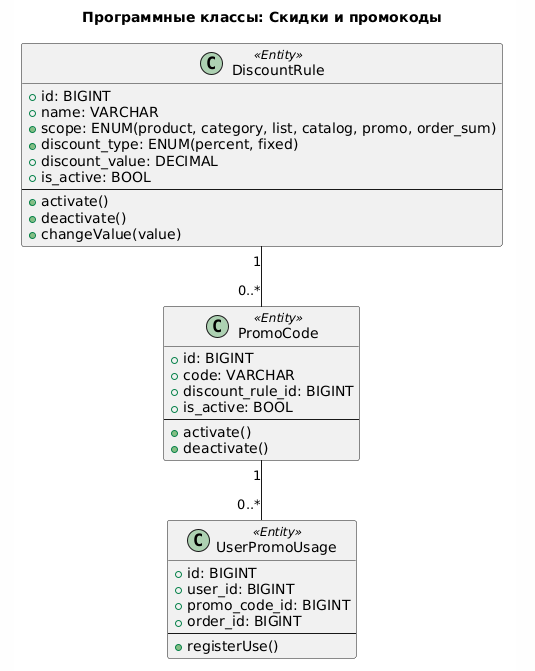 Программные классы: Скидки и промокоды
«Entity»
C DiscountRule
id: BIGINT
name: VARCHAR
scope: ENUM(product, category, list, catalog, promo, order_sum)
discount_type: ENUM(percent, fixed)
discount_value: DECIMAL
is_active: BOOL
activate()
deactivate()
changeValue(value)
1
0..*
«Entity»
C PromoCode
id: BIGINT
code: VARCHAR
discount_rule_id: BIGINT
is_active: BOOL
activate()
deactivate()
1
0..*
«Entity»
C UserPromoUsage
id: BIGINT
user_id: BIGINT
promo_code_id: BIGINT
order_id: BIGINT
registerUse()